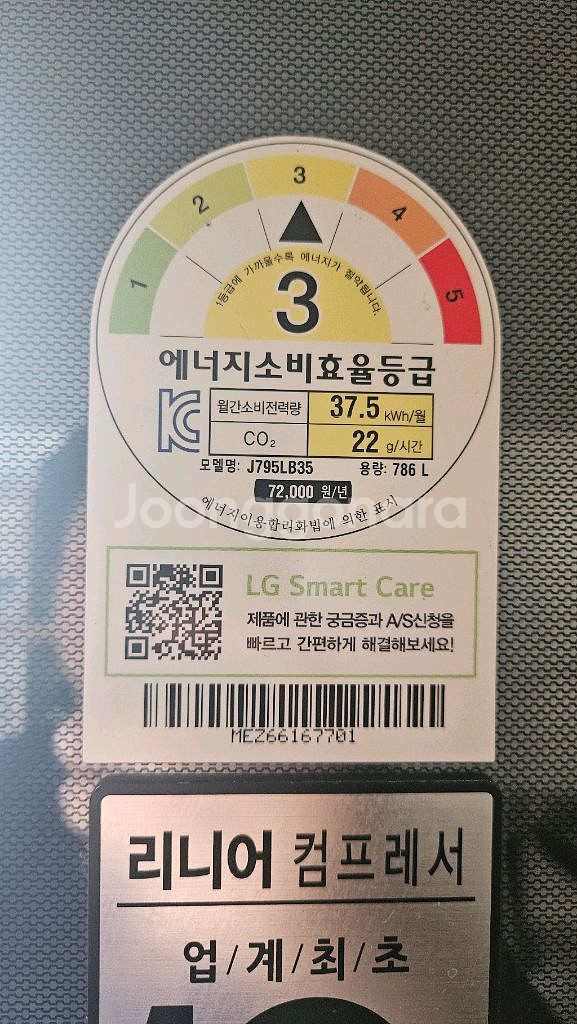 1 2 3 4 5
1등급에 가까울수록 에너지가 절약됩니다.
3
에너지소비효율등급
월간소비전력량 37.5 kWh/월
CO₂ 22 g/시간
모델명: J795LB35 용량: 786 L
72,000 원/년
에너지이용합리화법에 의한 표시
Joonggonara
LG Smart Care
제품에 관한 궁금증과 A/S신청을
빠르고 간편하게 해결해보세요!
MEZ66167701
리니어 컴프레서
업/계/최/초